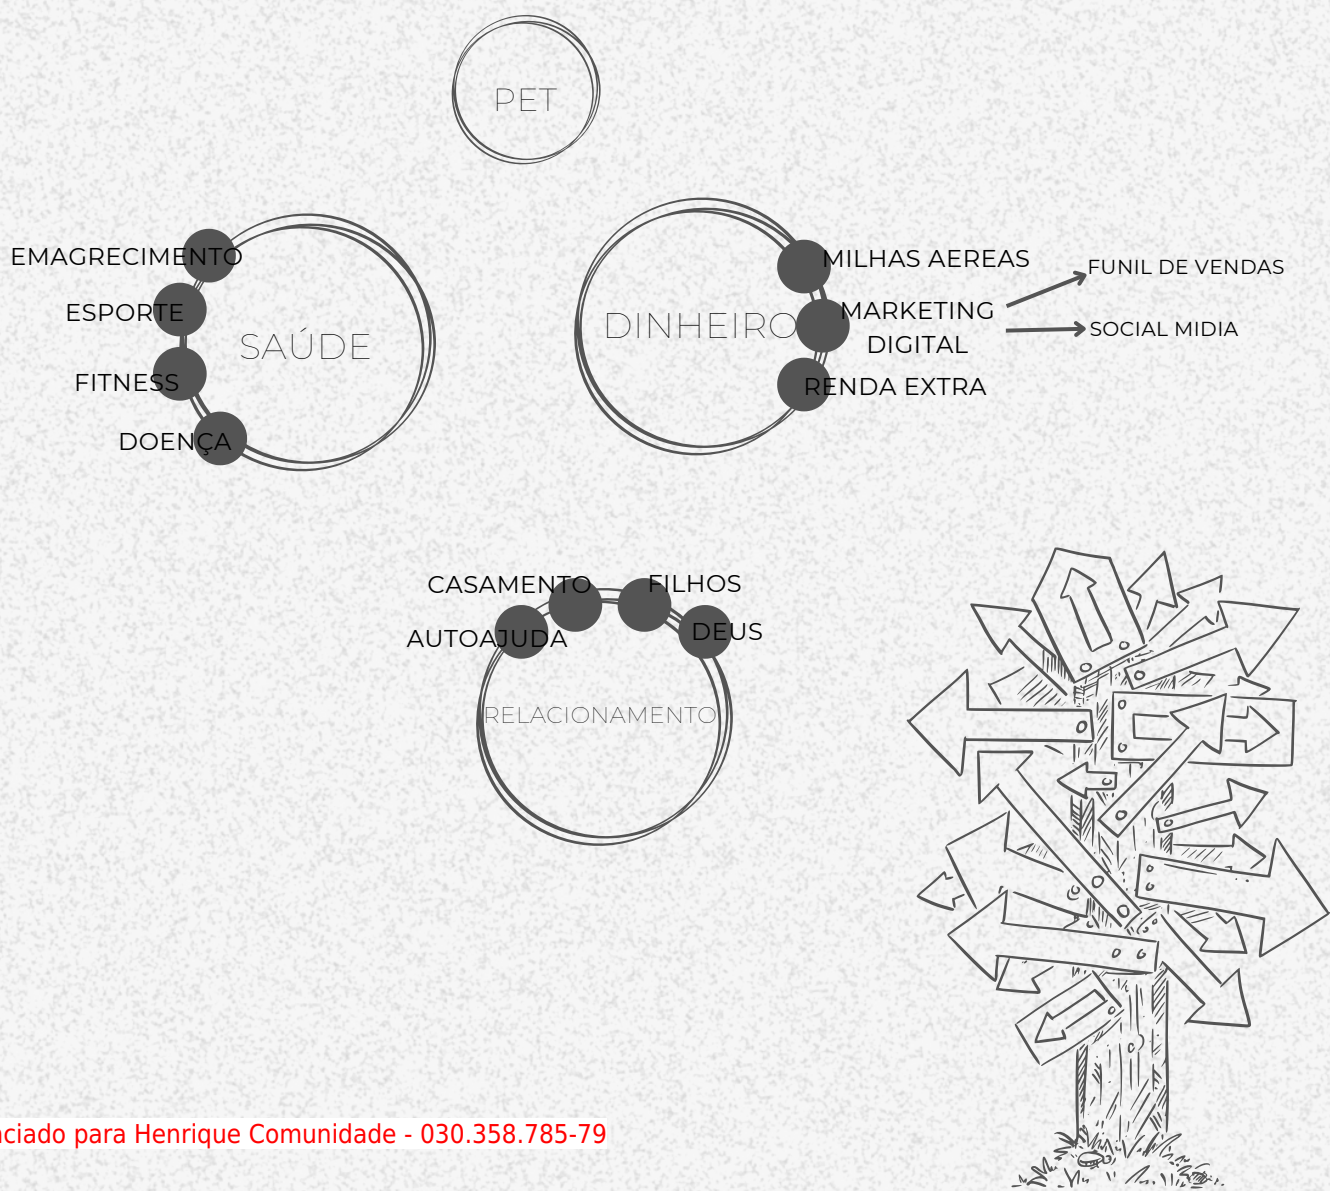 PET
EMAGRECIMENTO
ESPORTE
FITNESS
DOENÇA
SAÚDE
DINHEIRO
MILHAS AEREAS
MARKETING
DIGITAL
RENDA EXTRA
FUNIL DE VENDAS
SOCIAL MIDIA
CASAMENTO
FILHOS
AUTOAJUDA
DEUS
RELACIONAMENTO
para Henrique Comunidade - 030.358.785-79